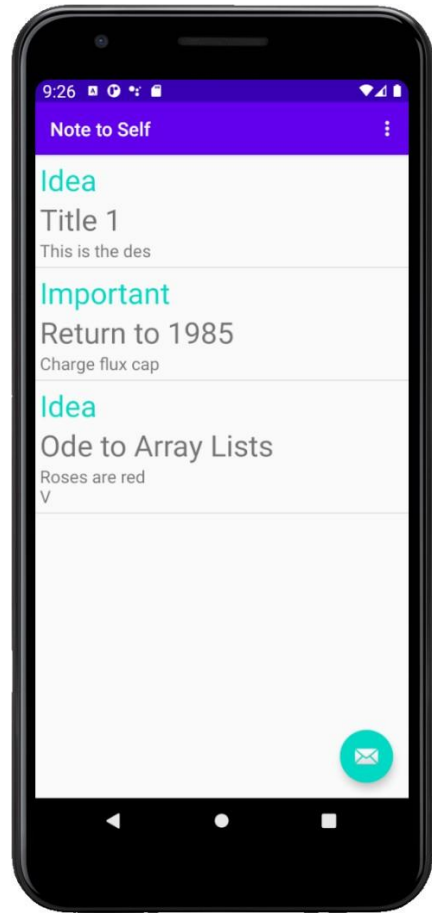 9:26
Note to Self
Idea
Title 1
This is the des
Important
Return to 1985
Charge flux cap
Idea
Ode to Array Lists
Roses are red
V